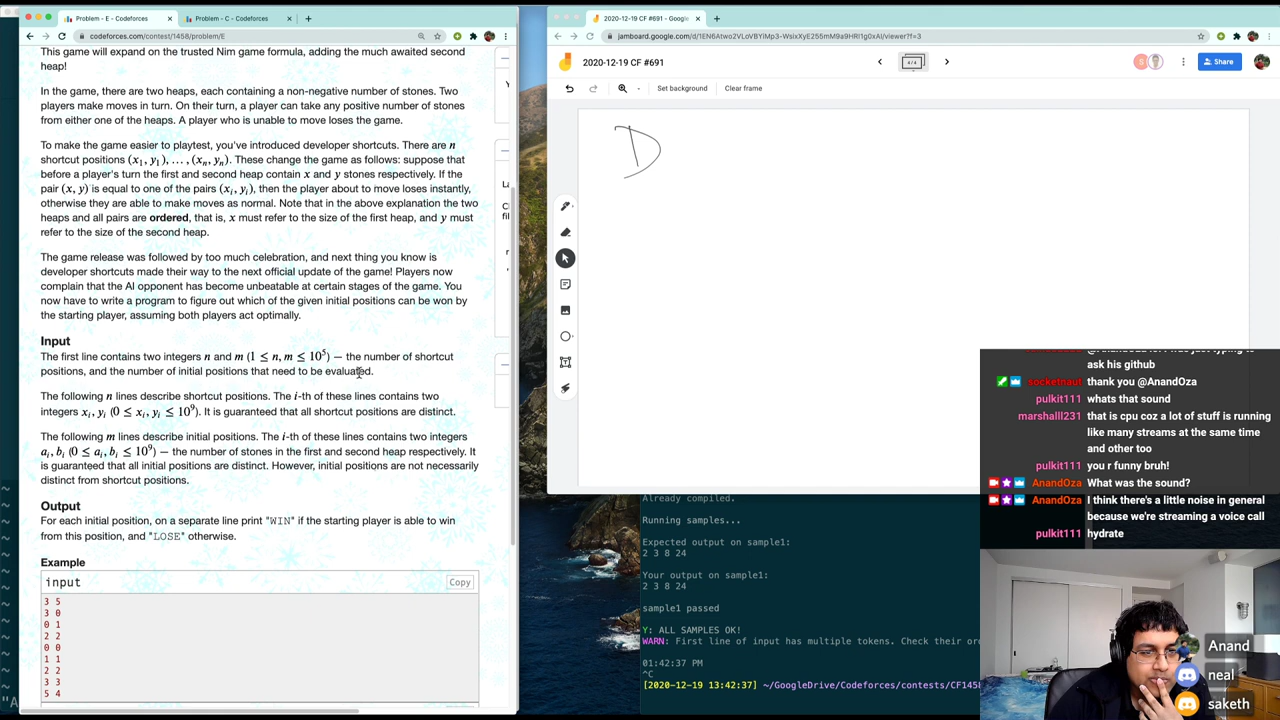 Problem - E - Codeforces
Problem - C - Codeforces
codeforces.com/contest/1458/problem/E
This game will expand on the trusted Nim game formula, adding the much awaited second
heap!
In the game, there are two heaps, each containing a non-negative number of stones. Two
players make moves in turn. On their turn, a player can take any positive number of stones
from either one of the heaps. A player who is unable to move loses the game.
To make the game easier to playtest, you've introduced developer shortcuts. There are n
shortcut positions (x1, y1), …, (xn, yn). These change the game as follows: suppose that
before a player's turn the first and second heap contain x and y stones respectively. If the
pair (x, y) is equal to one of the pairs (xi, yi), then the player about to move loses instantly,
otherwise they are able to make moves as normal. Note that in the above explanation the two
heaps and all pairs are ordered, that is, x must refer to the size of the first heap, and y must
refer to the size of the second heap.
The game release was followed by too much celebration, and next thing you know is
developer shortcuts made their way to the next official update of the game! Players now
complain that the AI opponent has become unbeatable at certain stages of the game. You
now have to write a program to figure out which of the given initial positions can be won by
the starting player, assuming both players act optimally.
Input
The first line contains two integers n and m (1 ≤ n, m ≤ 10^5) — the number of shortcut
positions, and the number of initial positions that need to be evaluated.
The following n lines describe shortcut positions. The i-th of these lines contains two
integers xi, yi (0 ≤ xi, yi ≤ 10^9). It is guaranteed that all shortcut positions are distinct.
The following m lines describe initial positions. The i-th of these lines contains two integers
ai, bi (0 ≤ ai, bi ≤ 10^9) — the number of stones in the first and second heap respectively. It
is guaranteed that all initial positions are distinct. However, initial positions are not necessarily
distinct from shortcut positions.
Output
For each initial position, on a separate line print "WIN" if the starting player is able to win
from this position, and "LOSE" otherwise.
Example
input
Copy
3 5
3 0
0 1
2 2
0 0
1 1
2 2
3 3
5 4
2020-12-19 CF #691 - Google
jamboard.google.com/d/1EN6Atwo2VLoVBYlMp3-WsixXyE255mM9a9HRl1g0xAI/viewer?f=3
2020-12-19 CF #691
4/4
Share
Set background
Clear frame
D
Already compiled.
Running samples...
Expected output on sample1:
2 3 8 24
Your output on sample1:
2 3 8 24
sample1 passed
Y: ALL SAMPLES OK!
WARN: First line of input has multiple tokens. Check their or
01:42:37 PM
^C
[2020-12-19 13:42:37] ~/GoogleDrive/Codeforces/contests/CF145
ask his github
socketnaut thank you @AnandOza
pulkit111 whats that sound
marshalll231 that is cpu coz a lot of stuff is running
like many streams at the same time
and other too
pulkit111 you r funny bruh!
AnandOza What was the sound?
AnandOza I think there's a little noise in general
because we're streaming a voice call
pulkit111 hydrate
Anand
neal
saketh